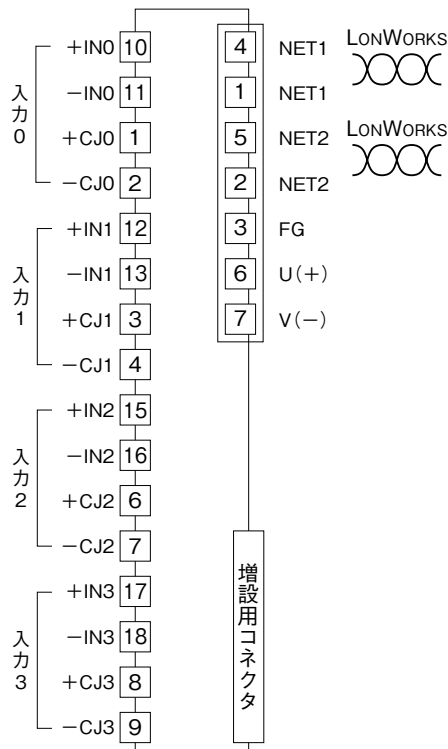 入力0
+IN0 10
−IN0 11
+CJ0 1
−CJ0 2
入力1
+IN1 12
−IN1 13
+CJ1 3
−CJ1 4
入力2
+IN2 15
−IN2 16
+CJ2 6
−CJ2 7
入力3
+IN3 17
−IN3 18
+CJ3 8
−CJ3 9
4 NET1 LONWORKS
1 NET1
5 NET2 LONWORKS
2 NET2
3 FG
6 U(+)
7 V(−)
増設用コネクタ